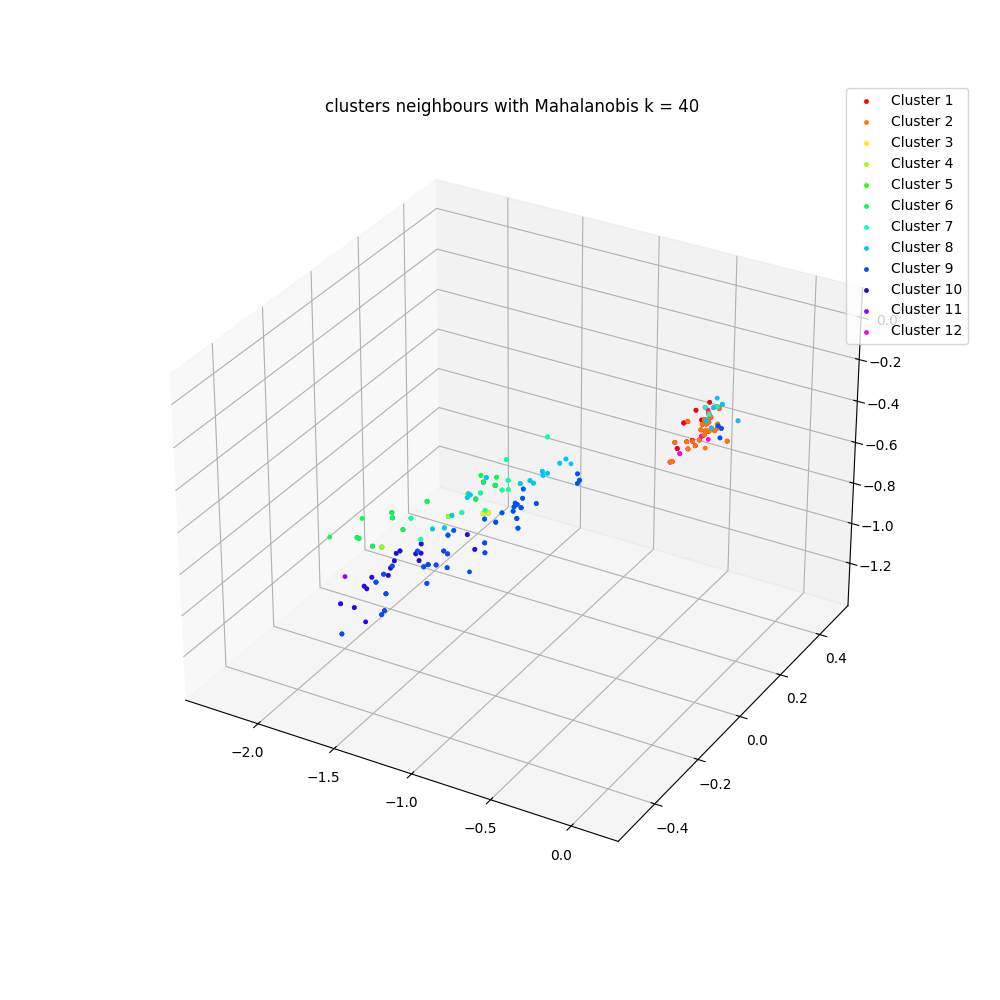 clusters neighbours with Mahalanobis k = 40
Cluster 1
Cluster 2
Cluster 3
Cluster 4
Cluster 5
Cluster 6
Cluster 7
Cluster 8
Cluster 9
Cluster 10
Cluster 11
Cluster 12
0.0
−0.2
−0.4
−0.6
−0.8
−1.0
−1.2
0.4
0.2
0.0
−0.2
−0.4
−2.0
−1.5
−1.0
−0.5
0.0